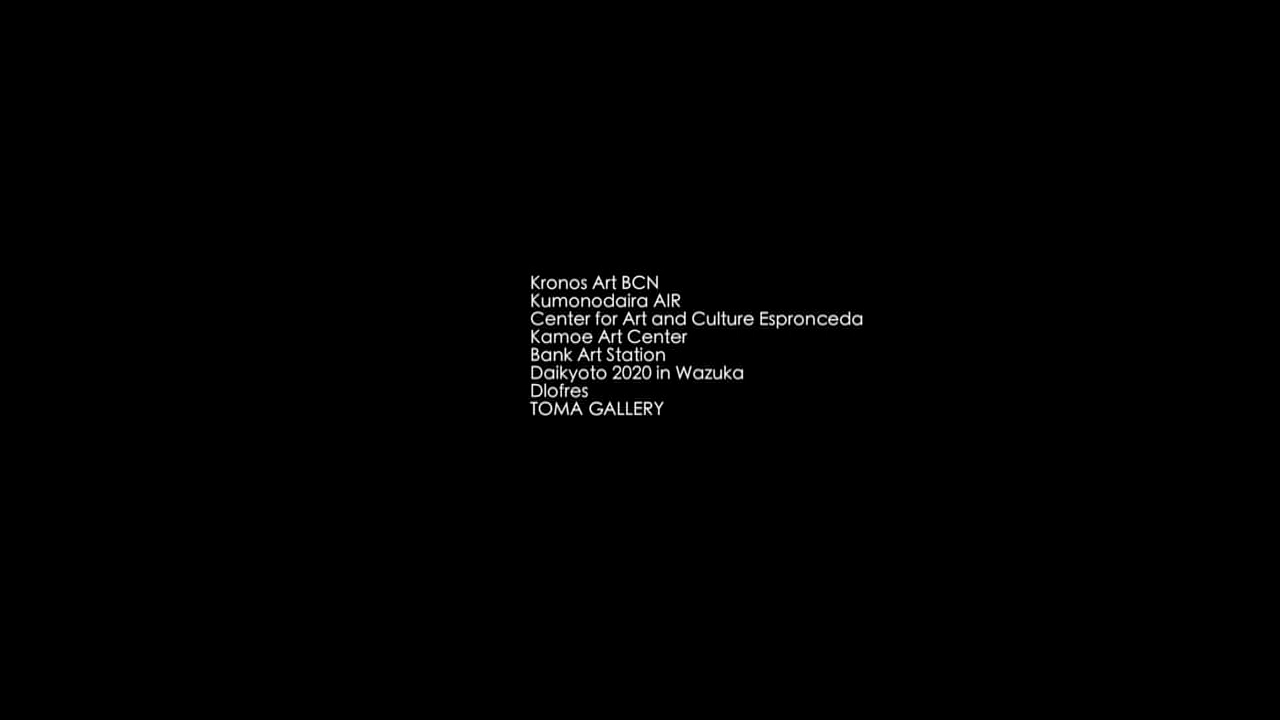 Kronos Art BCN
Kumonodaira AIR
Center for Art and Culture Espronceda
Kamoe Art Center
Bank Art Station
Daikyoto 2020 in Wazuka
Dlofres
TOMA GALLERY